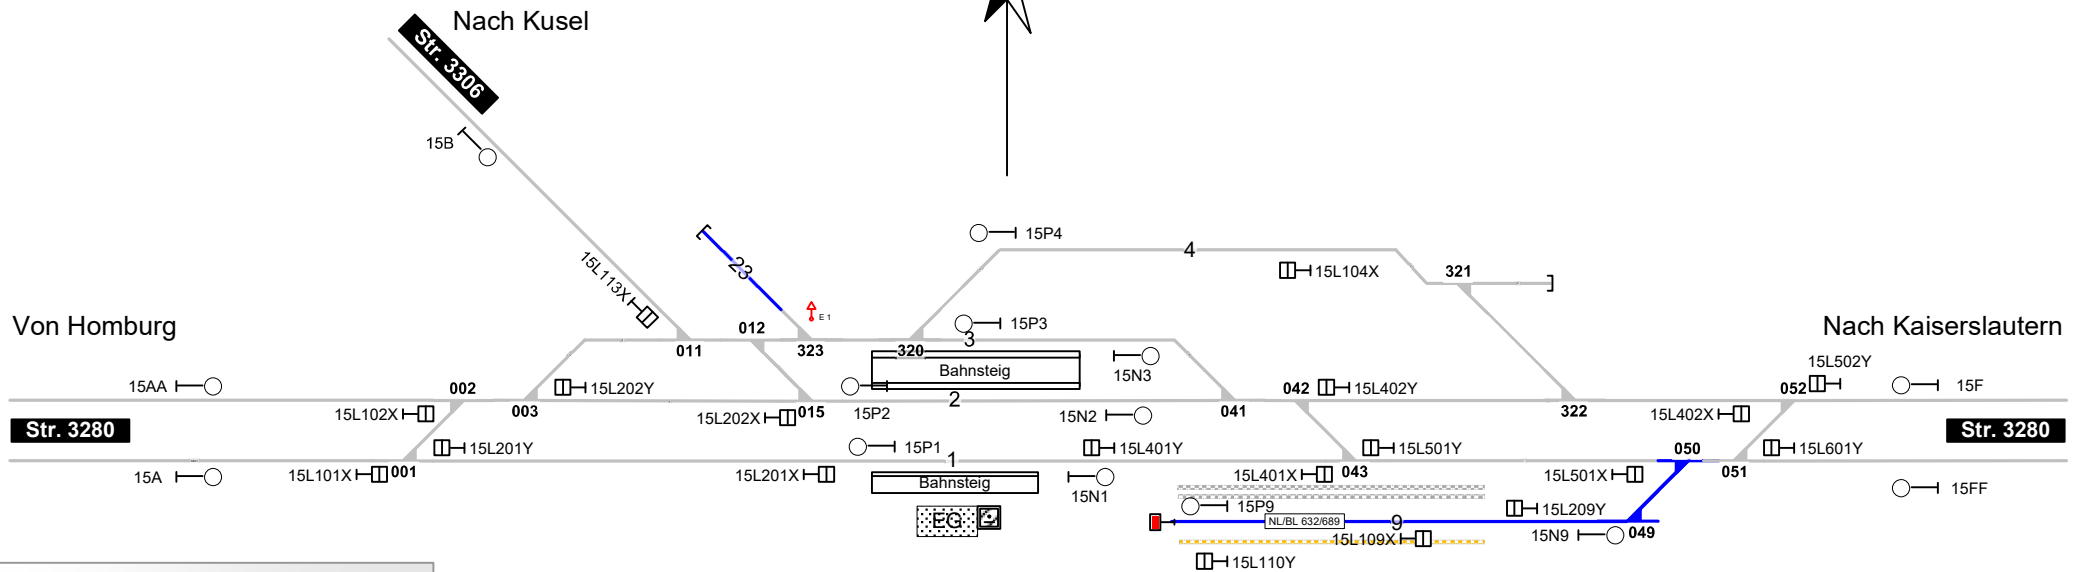 Nach Kusel
Str. 3306
15B
15P4
4
15L113X
23
15L104X
321
E 1
Von Homburg
012
15P3
3
Nach Kaiserslautern
011
323
320
15L502Y
Bahnsteig
15N3
15AA
002
15L202Y
042
15L402Y
052
15F
15L102X
003
15L202X
015
15P2
2
15N2
041
322
15L402X
Str. 3280
Str. 3280
15L201Y
15P1
1
15L401Y
15L501Y
050
15L601Y
15A
15L101X
001
15L201X
Bahnsteig
15N1
15L401X
043
15L501X
051
15FF
EG
15P9
NL/BL 632/689
9
15L209Y
15L109X
15N9
049
15L110Y